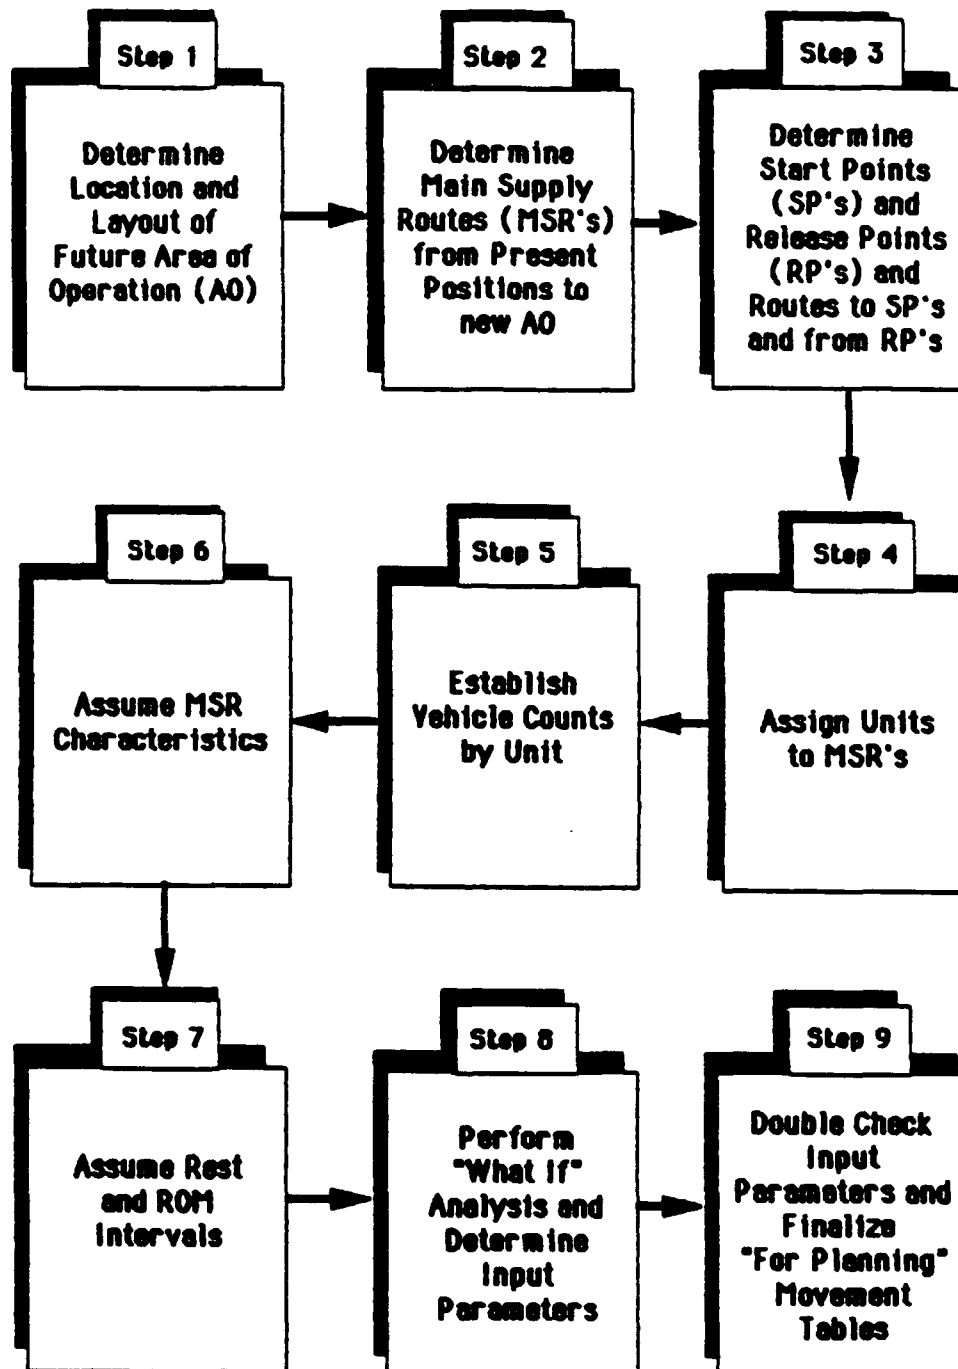 Step 1
Determine
Location and
Layout of
Future Area of
Operation (AO)
Step 2
Determine
Main Supply
Routes (MSR's)
from Present
Positions to
new AO
Step 3
Determine
Start Points
(SP's) and
Release Points
(RP's) and
Routes to SP's
and from RP's
Step 4
Assign Units
to MSR's
Step 5
Establish
Vehicle Counts
by Unit
Step 6
Assume MSR
Characteristics
Step 7
Assume Rest
and ROM
Intervals
Step 8
Perform
"What If"
Analysis and
Determine
Input
Parameters
Step 9
Double Check
Input
Parameters and
Finalize
"For Planning"
Movement
Tables